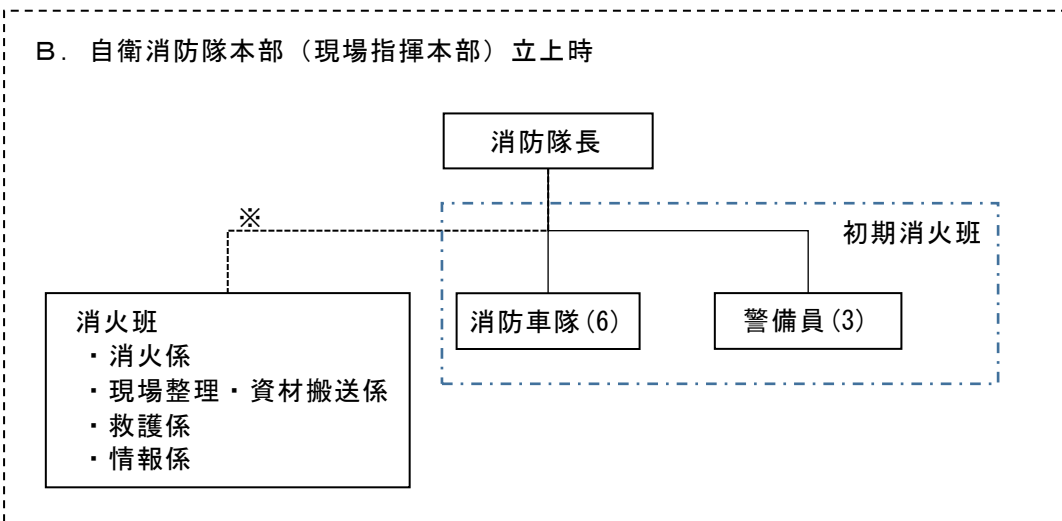 B．自衛消防隊本部（現場指揮本部）立上時
消防隊長
※
初期消火班
消火班
・消火係
・現場整理・資材搬送係
・救護係
・情報係
消防車隊(6)
警備員(3)